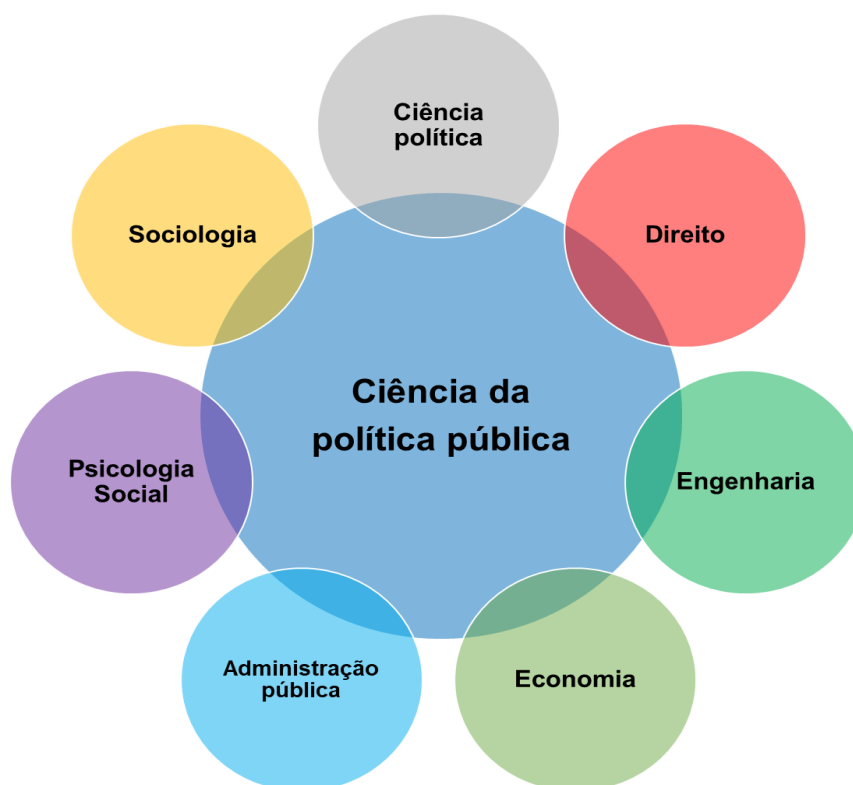 Ciência
política
Sociologia
Direito
Ciência da
política pública
Psicologia
Social
Engenharia
Administração
pública
Economia